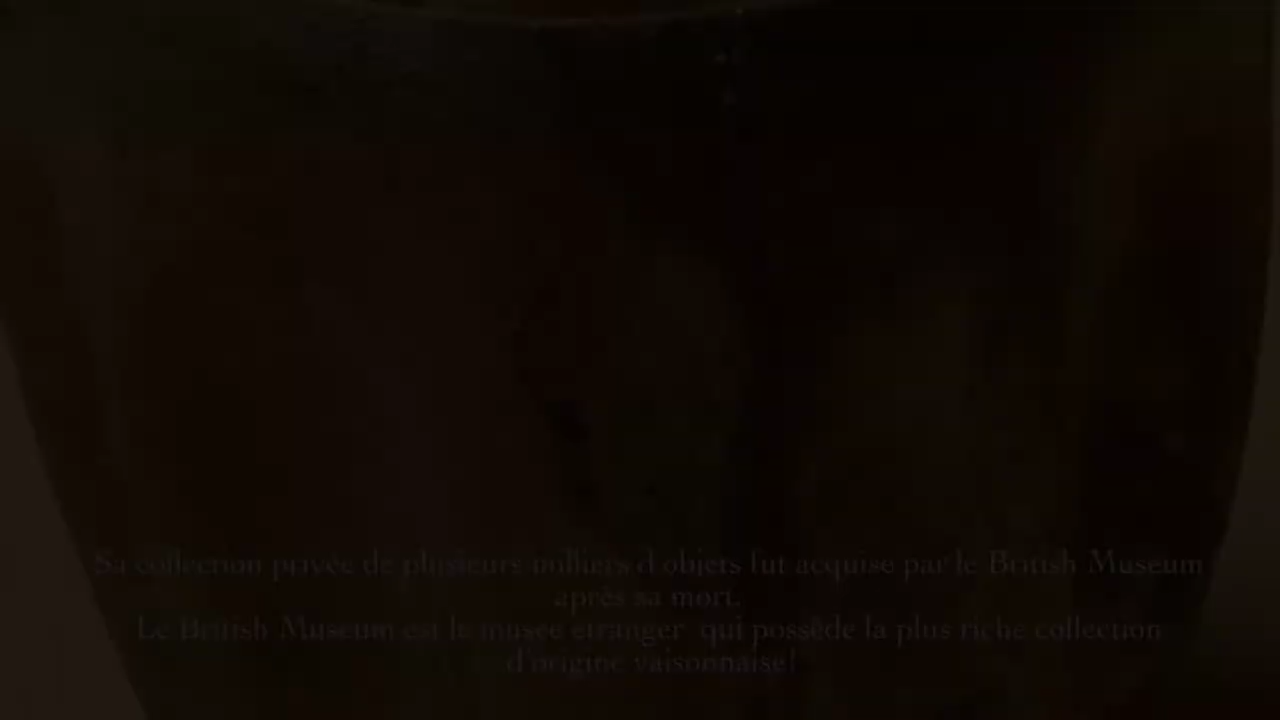 Sa collection privée de plusieurs milliers d'objets fut acquise par le British Museum
après sa mort.
Le British Museum est le musée étranger qui possède la plus riche collection
d'origine vaisonnaise!